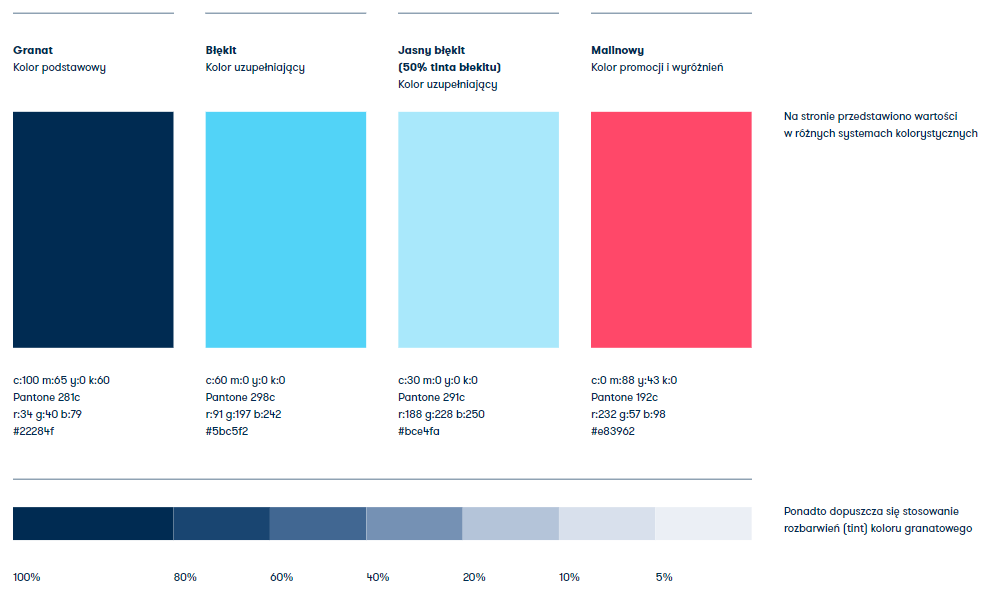 Granat
Kolor podstawowy
Błękit
Kolor uzupełniający
Jasny błękit
(50% tinta błekitu)
Kolor uzupełniający
Malinowy
Kolor promocji i wyróżnień
Na stronie przedstawiono wartości
w różnych systemach kolorystycznych
c:100 m:65 y:0 k:60
Pantone 281c
r:34 g:40 b:79
#22284f
c:60 m:0 y:0 k:0
Pantone 298c
r:91 g:197 b:242
#5bc5f2
c:30 m:0 y:0 k:0
Pantone 291c
r:188 g:228 b:250
#bce4fa
c:0 m:88 y:43 k:0
Pantone 192c
r:232 g:57 b:98
#e83962
Ponadto dopuszcza się stosowanie
rozbarwień (tint) koloru granatowego
100% 80% 60% 40% 20% 10% 5%